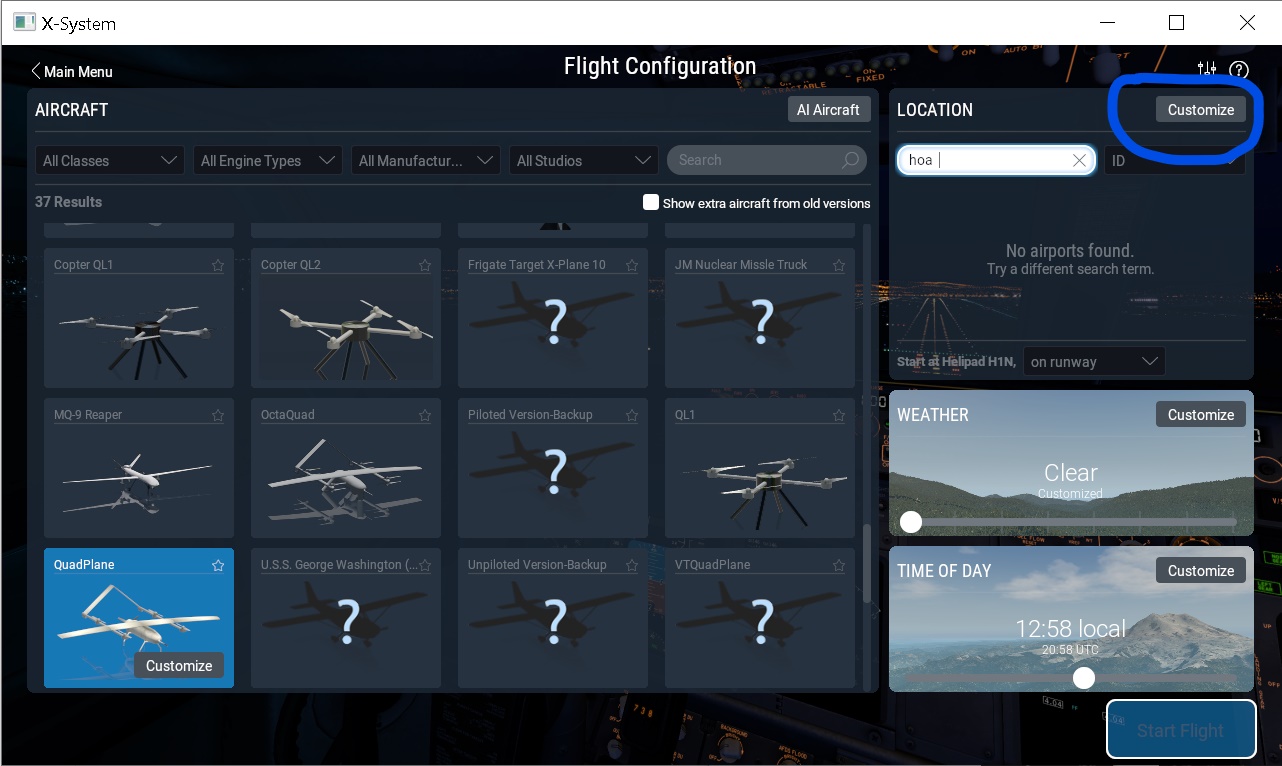 X-System
Main Menu
Flight Configuration
AIRCRAFT
AI Aircraft
All Classes
All Engine Types
All Manufactur...
All Studios
Search
37 Results
Show extra aircraft from old versions
Copter QL1
Copter QL2
Frigate Target X-Plane 10
JM Nuclear Missle Truck
?
?
MQ-9 Reaper
OctaQuad
Piloted Version-Backup
QL1
?
QuadPlane
U.S.S. George Washington (...
Unpiloted Version-Backup
VTQuadPlane
Customize
?
?
?
LOCATION
Customize
hoa
ID
No airports found.
Try a different search term.
Start at Helipad H1N,
on runway
WEATHER
Customize
Clear
Customized
TIME OF DAY
Customize
12:58 local
20:58 UTC
Start Flight